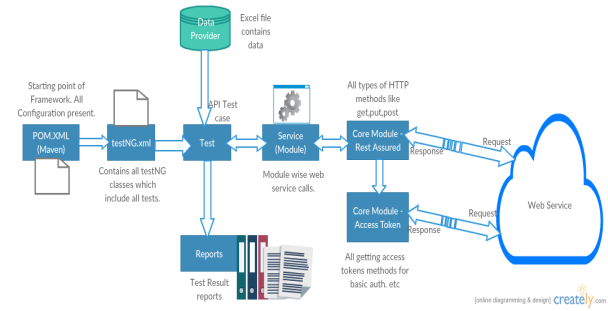 Data
Provider
Excel file
contains
data
Starting point of
Framework. All
Configuration present.
API Test
case
All types of HTTP
methods like
get,put,post
POM.XML
(Maven)
testNG.xml
Test
Service
(Module)
Core Module -
Rest Assured
Request
Response
Contains all testNG
classes which
include all tests.
Module wise web
service calls.
Web Service
Core Module -
Access Token
Request
Response
Reports
Test Result
reports
All getting access
tokens methods for
basic auth. etc
[online diagramming & design] creately.com